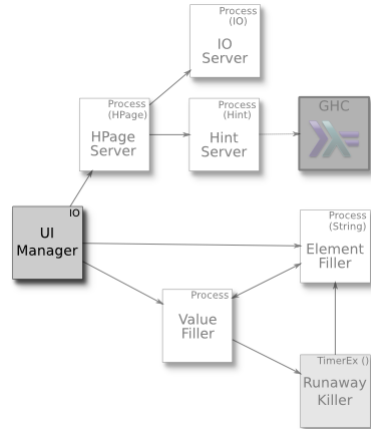 Process
(IO)
IO
Server
Process
(HPage)
HPage
Server
Process
(Hint)
Hint
Server
GHC
IO
UI
Manager
Process
(String)
Element
Filler
Process
Value
Filler
TimerEx ()
Runaway
Killer